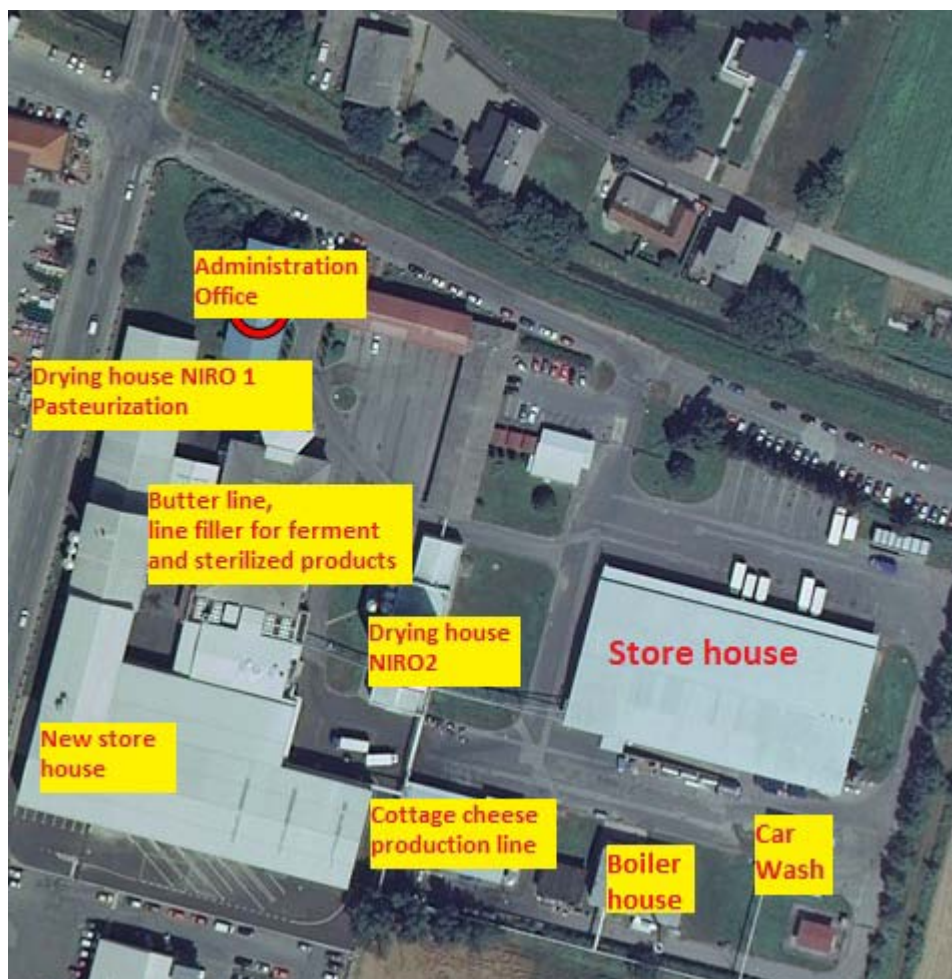 Administration
Office
Drying house NIRO 1
Pasteurization
Butter line,
line filler for ferment
and sterilized products
Drying house
NIRO2
Store house
New store
house
Cottage cheese
production line
Boiler
house
Car
Wash